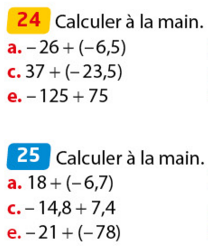 24 Calculer à la main.
a. – 26 + (– 6,5)
c. 37 + (– 23,5)
e. – 125 + 75
25 Calculer à la main.
a. 18 + (– 6,7)
c. – 14,8 + 7,4
e. – 21 + (– 78)